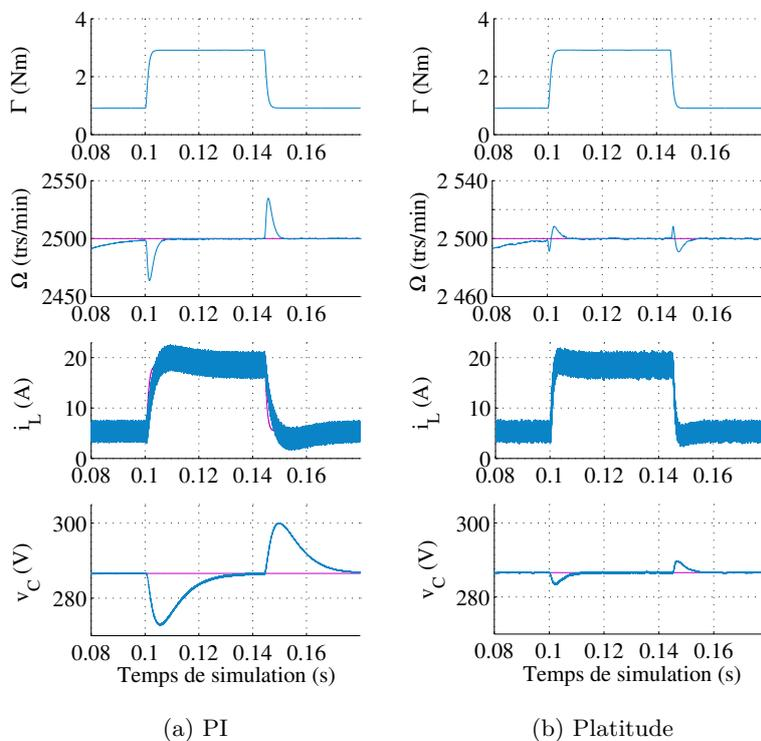 4
2
0
Γ (Nm)
0.08 0.1 0.12 0.14 0.16
2550
2500
2450
Ω (trs/min)
0.08 0.1 0.12 0.14 0.16
20
10
0
i_L (A)
0.08 0.1 0.12 0.14 0.16
300
280
v_C (V)
0.08 0.1 0.12 0.14 0.16
Temps de simulation (s)
(a) PI
4
2
0
Γ (Nm)
0.08 0.1 0.12 0.14 0.16
2 540
2 500
2 460
Ω (trs/min)
0.08 0.1 0.12 0.14 0.16
20
10
0
i_L (A)
0.08 0.1 0.12 0.14 0.16
300
280
v_C (V)
0.08 0.1 0.12 0.14 0.16
Temps de simulation (s)
(b) Platitude